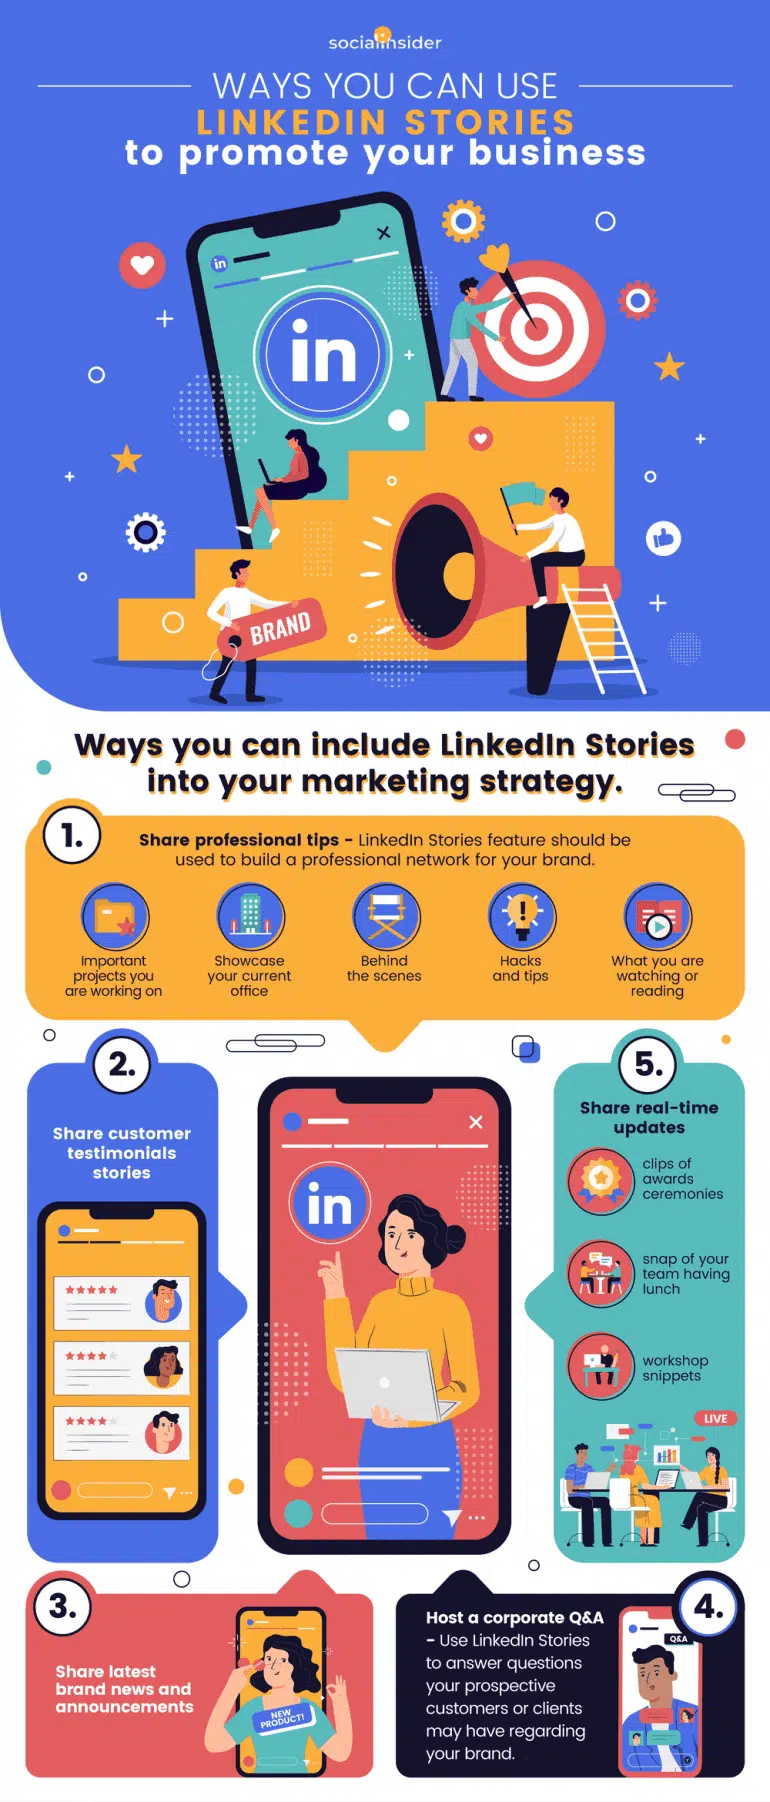 socialinsider
WAYS YOU CAN USE
LINKEDIN STORIES
to promote your business
in
in
BRAND
Ways you can include LinkedIn Stories
into your marketing strategy.
1.
Share professional tips - LinkedIn Stories feature should be
used to build a professional network for your brand.
Important
projects you
are working on
Showcase
your current
office
Behind
the scenes
Hacks
and tips
What you are
watching or
reading
2.
Share customer
testimonials
stories
in
5.
Share real-time
updates
clips of
awards
ceremonies
snap of your
team having
lunch
workshop
snippets
LIVE
3.
Share latest
brand news and
announcements
NEW
PRODUCT!
4.
Host a corporate Q&A
- Use LinkedIn Stories
to answer questions
your prospective
customers or clients
may have regarding
your brand.
Q&A